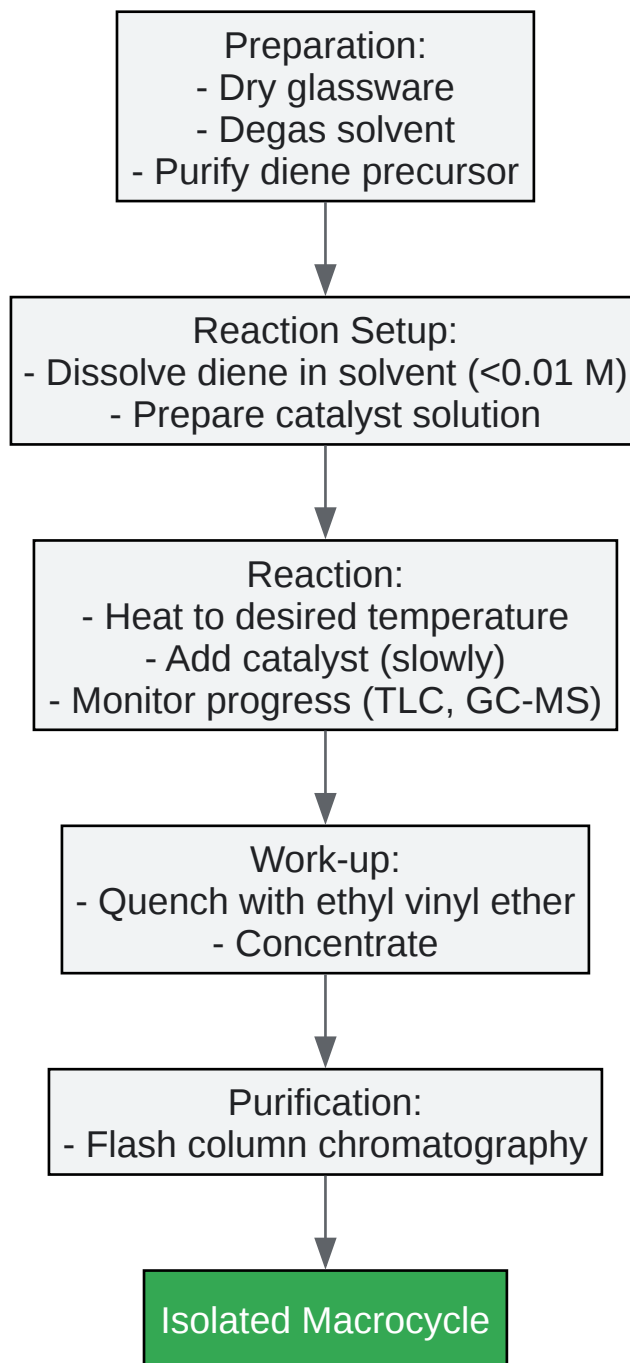 Preparation:
- Dry glassware
- Degas solvent
- Purify diene precursor
Reaction Setup:
- Dissolve diene in solvent (<0.01 M)
- Prepare catalyst solution
Reaction:
- Heat to desired temperature
- Add catalyst (slowly)
- Monitor progress (TLC, GC-MS)
Work-up:
- Quench with ethyl vinyl ether
- Concentrate
Purification:
- Flash column chromatography
Isolated Macrocycle